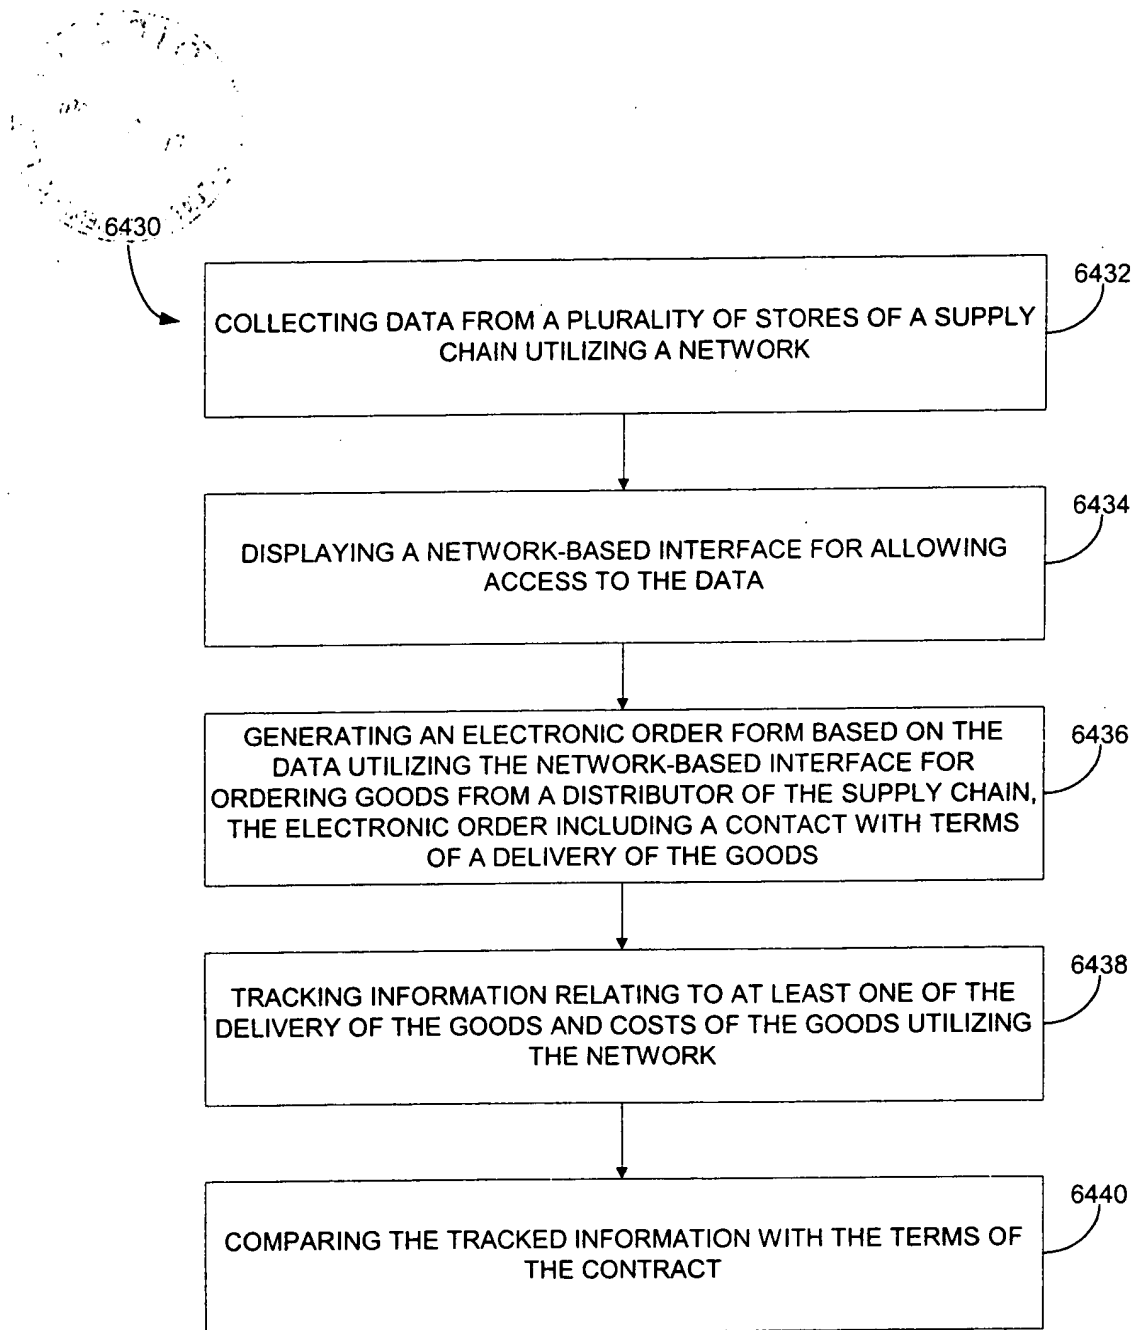 6430
6432
COLLECTING DATA FROM A PLURALITY OF STORES OF A SUPPLY
CHAIN UTILIZING A NETWORK
6434
DISPLAYING A NETWORK-BASED INTERFACE FOR ALLOWING
ACCESS TO THE DATA
6436
GENERATING AN ELECTRONIC ORDER FORM BASED ON THE
DATA UTILIZING THE NETWORK-BASED INTERFACE FOR
ORDERING GOODS FROM A DISTRIBUTOR OF THE SUPPLY CHAIN,
THE ELECTRONIC ORDER INCLUDING A CONTACT WITH TERMS
OF A DELIVERY OF THE GOODS
6438
TRACKING INFORMATION RELATING TO AT LEAST ONE OF THE
DELIVERY OF THE GOODS AND COSTS OF THE GOODS UTILIZING
THE NETWORK
6440
COMPARING THE TRACKED INFORMATION WITH THE TERMS OF
THE CONTRACT